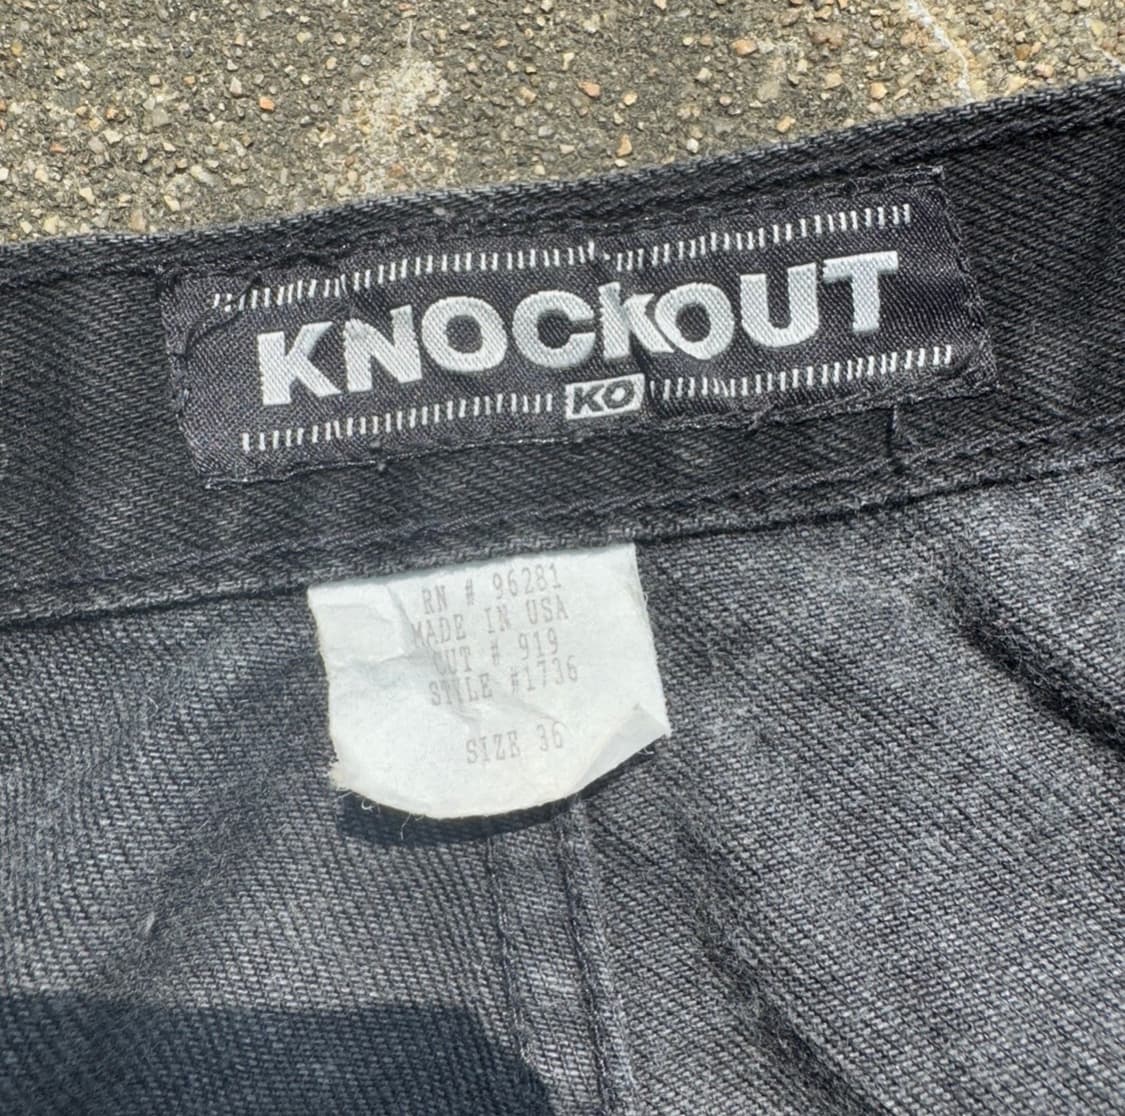 KNOCKOUT
KO
RN # 96281
MADE IN USA
CUT # 919
STYLE #1736
SIZE 36